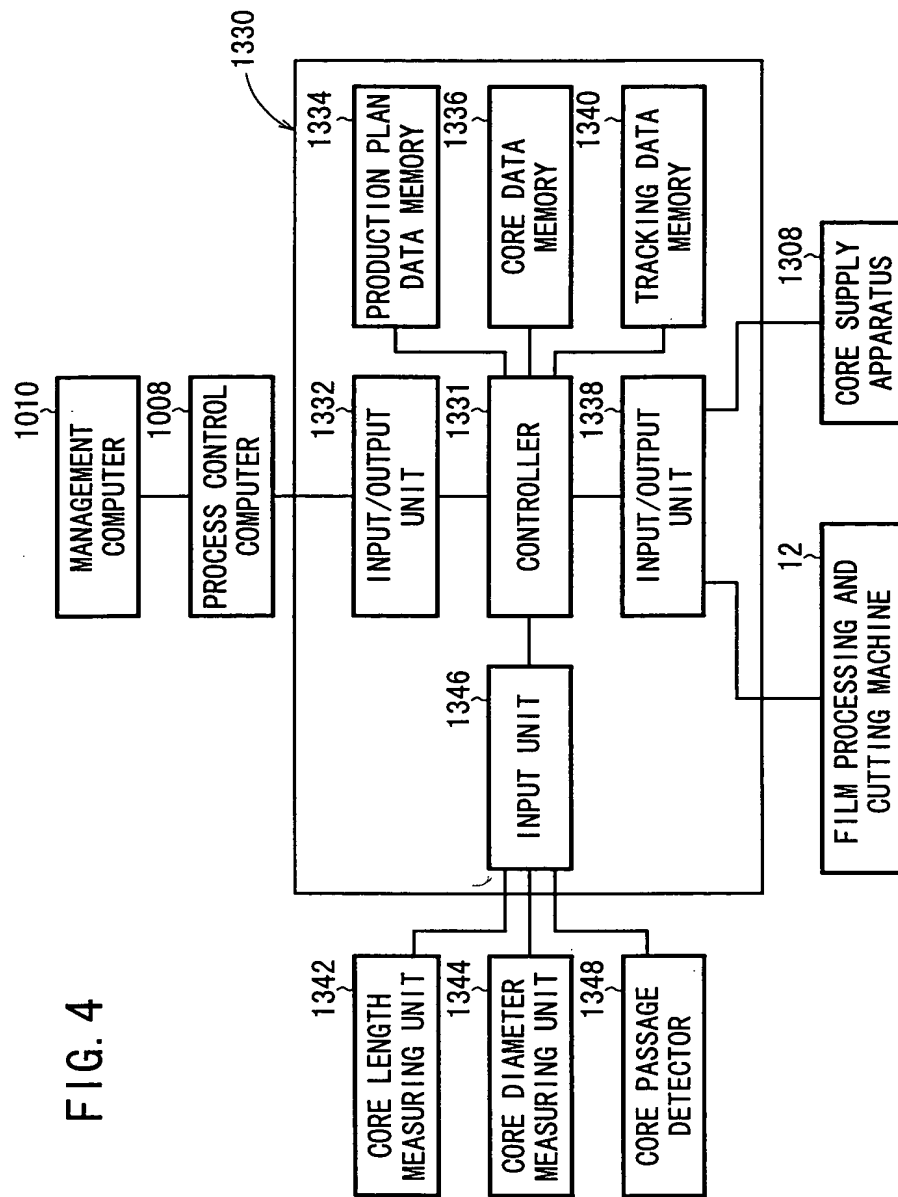 FIG. 4
1010
MANAGEMENT
COMPUTER
1008
PROCESS CONTROL
COMPUTER
1330
1332
INPUT/OUTPUT
UNIT
1334
PRODUCTION PLAN
DATA MEMORY
1342
CORE LENGTH
MEASURING UNIT
1346
INPUT UNIT
1331
CONTROLLER
1336
CORE DATA
MEMORY
1344
CORE DIAMETER
MEASURING UNIT
1338
INPUT/OUTPUT
UNIT
1340
TRACKING DATA
MEMORY
1348
CORE PASSAGE
DETECTOR
12
FILM PROCESSING AND
CUTTING MACHINE
1308
CORE SUPPLY
APPARATUS